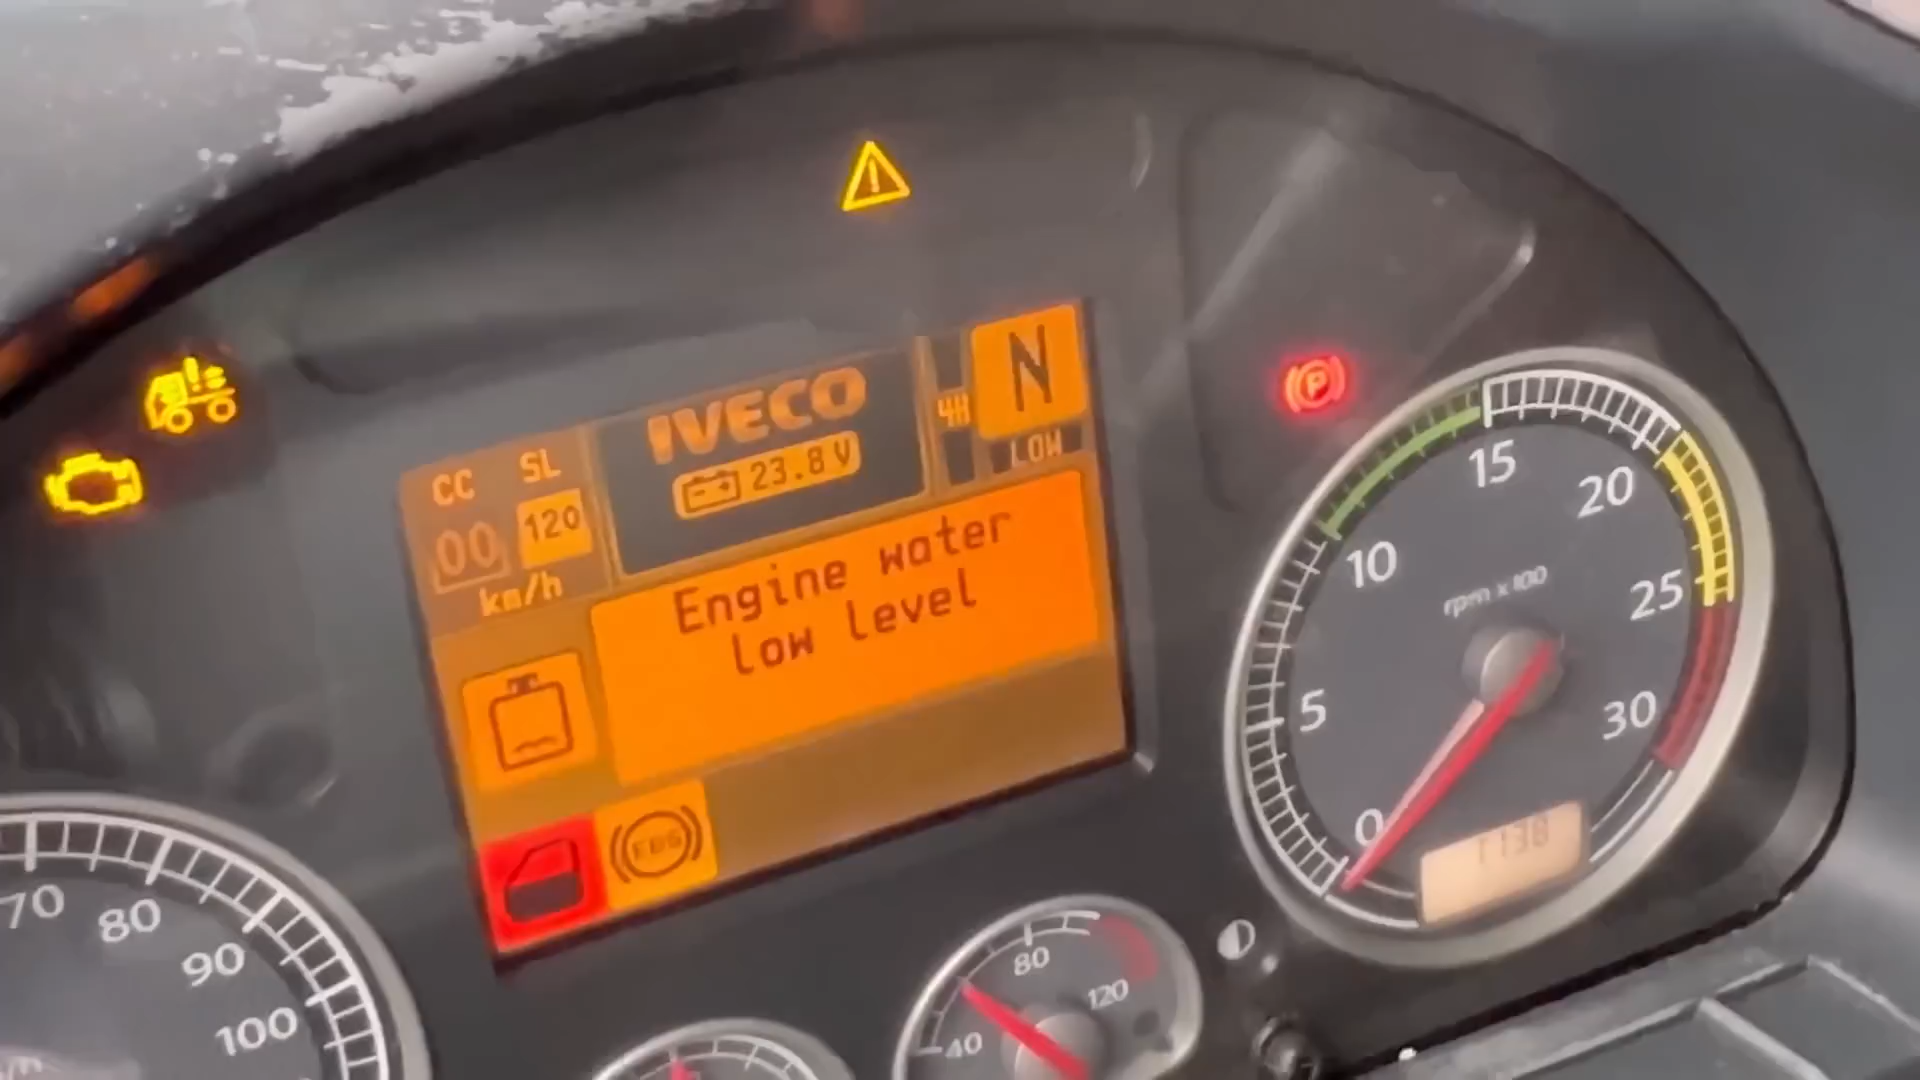 IVECO
23.8 V
4H
N
LOW
CC SL
00 120
km/h
Engine water
low level
EBS
P
0 5 10 15 20 25 30
rpm x100
70 80 90 100
40 80 120